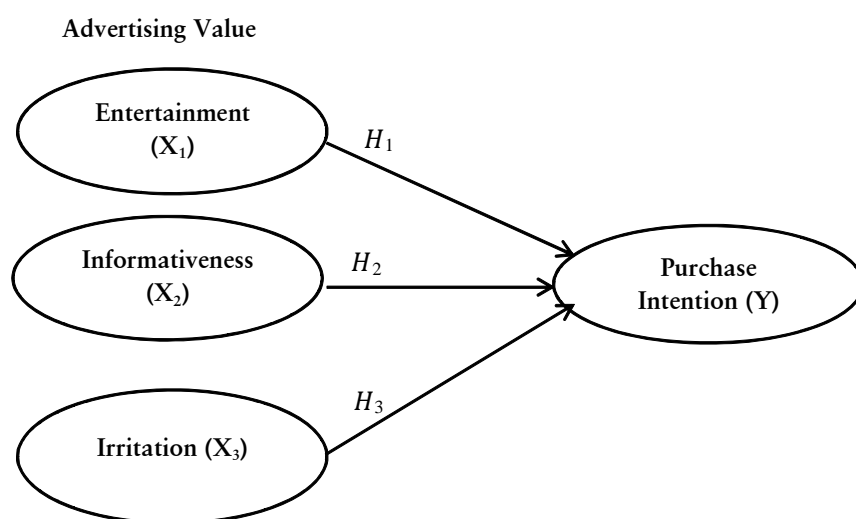 Advertising Value
Entertainment
(X₁)
H₁
Informativeness
(X₂)
H₂
Purchase
Intention (Y)
H₃
Irritation (X₃)